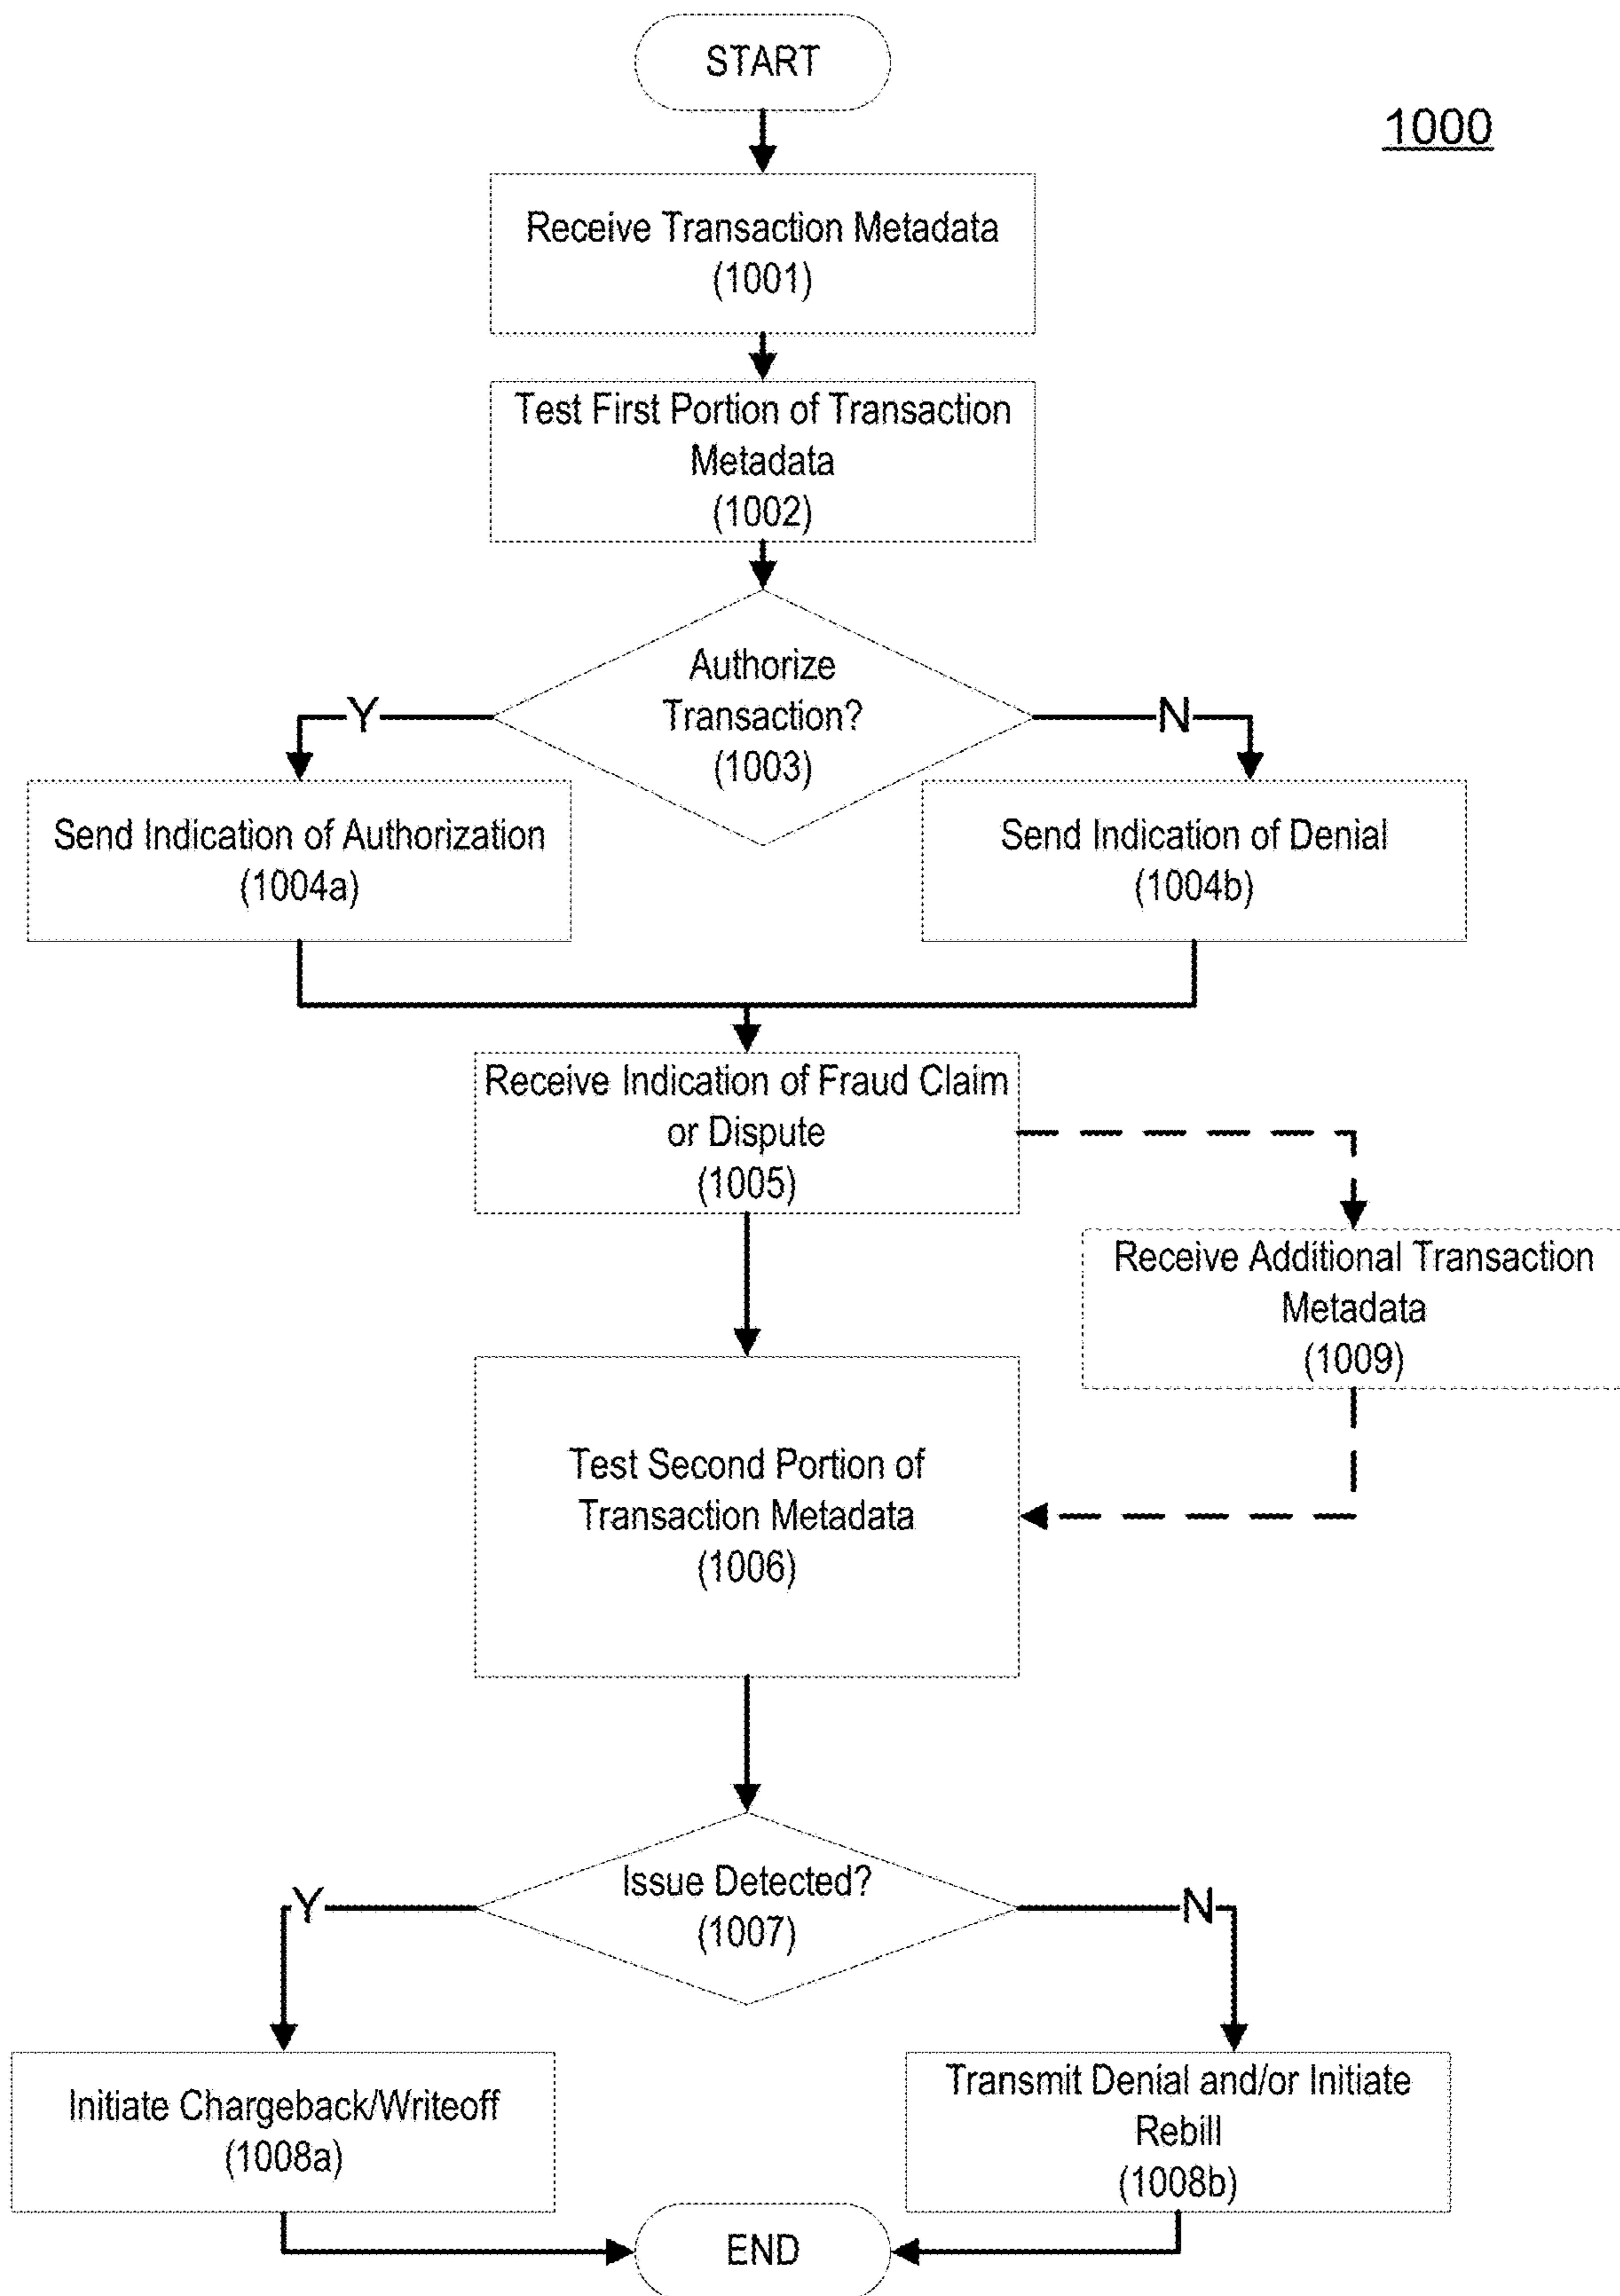 START
1000
Receive Transaction Metadata
(1001)
Test First Portion of Transaction
Metadata
(1002)
Authorize
Transaction?
(1003)
Y
N
Send Indication of Authorization
(1004a)
Send Indication of Denial
(1004b)
Receive Indication of Fraud Claim
or Dispute
(1005)
Receive Additional Transaction
Metadata
(1009)
Test Second Portion of
Transaction Metadata
(1006)
Issue Detected?
(1007)
Y
N
Initiate Chargeback/Writeoff
(1008a)
Transmit Denial and/or Initiate
Rebill
(1008b)
END